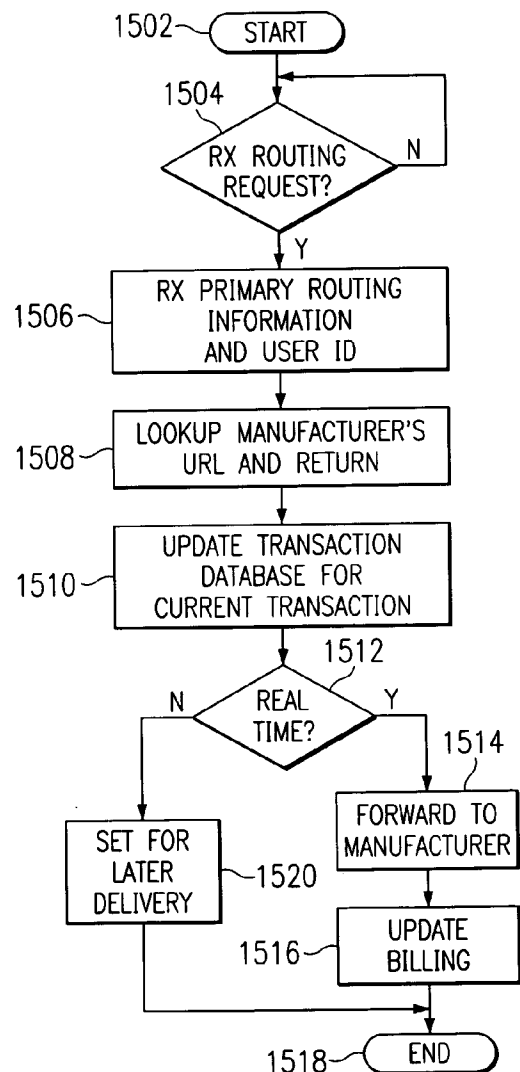 1502
START
1504
RX ROUTING
REQUEST?
N
Y
1506
RX PRIMARY ROUTING
INFORMATION
AND USER ID
1508
LOOKUP MANUFACTURER'S
URL AND RETURN
1510
UPDATE TRANSACTION
DATABASE FOR
CURRENT TRANSACTION
1512
N
REAL
TIME?
Y
1514
FORWARD TO
MANUFACTURER
SET FOR
LATER
DELIVERY
1520
1516
UPDATE
BILLING
1518
END